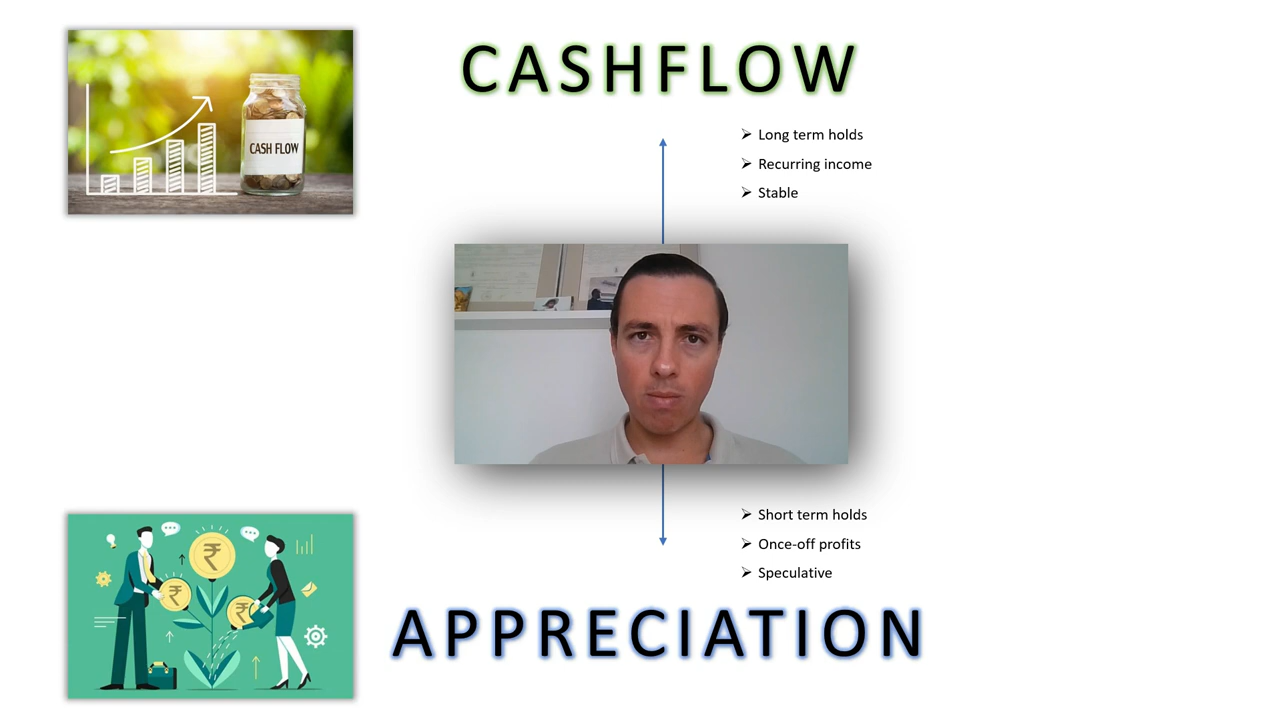 CASHFLOW
CASH FLOW
Long term holds
Recurring income
Stable
Short term holds
Once-off profits
Speculative
₹
₹
₹
APPRECIATION